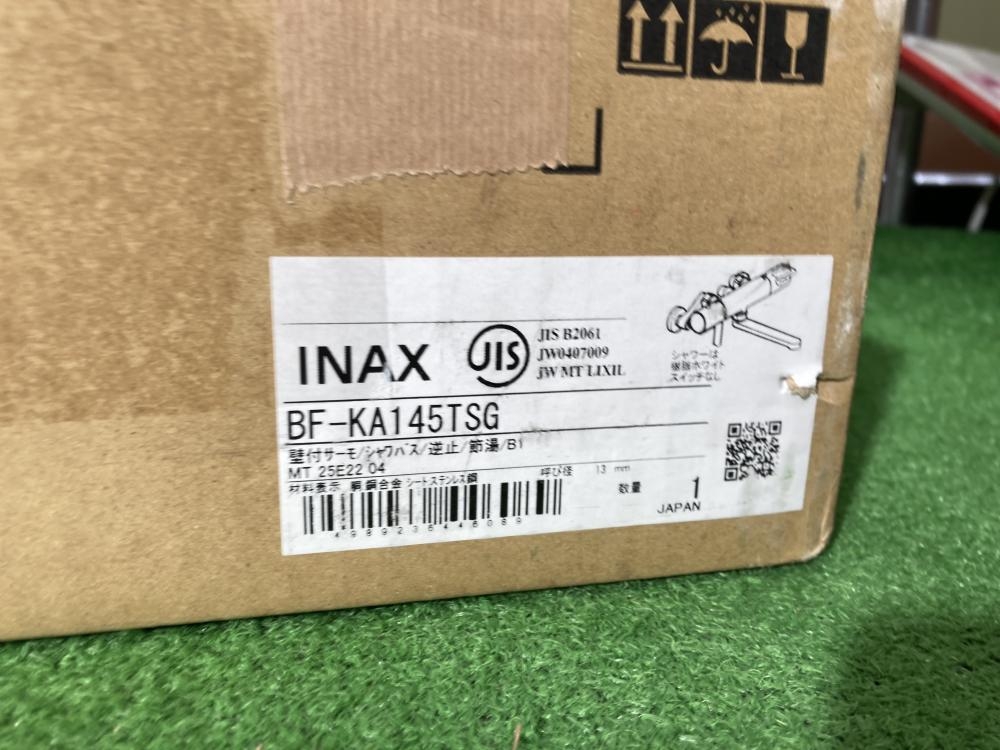 シャワーは
樹脂ホワイト
スイッチなし
INAX
JIS
JIS B2061
JW0407009
JW MT LIXIL
BF-KA145TSG
壁付サーモ/シャワバス/逆止/節湯/B1
MT 25E22 04
材料表示 胴銅合金 シートステンレス鋼
呼び径 13 mm
数量 1
JAPAN
4989236446089